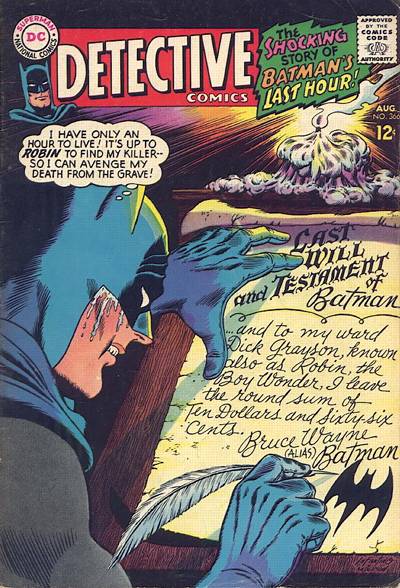 SUPERMAN
DC
NATIONAL COMICS
DETECTIVE
COMICS
The
SHOCKING
STORY OF
BATMAN'S
LAST HOUR!
APPROVED
BY THE
COMICS
CODE
AUTHORITY
AUG.
NO. 366
12¢
I HAVE ONLY AN
HOUR TO LIVE! IT'S UP TO
ROBIN TO FIND MY KILLER--
SO I CAN AVENGE MY
DEATH FROM THE GRAVE!
LAST
WILL
and TESTAMENT
of
Batman
...and to my ward
Dick Grayson, known
also as Robin, the
Boy Wonder, I leave
the round sum of
Ten Dollars and sixty-six
Cents.
Bruce Wayne
(ALIAS) Batman